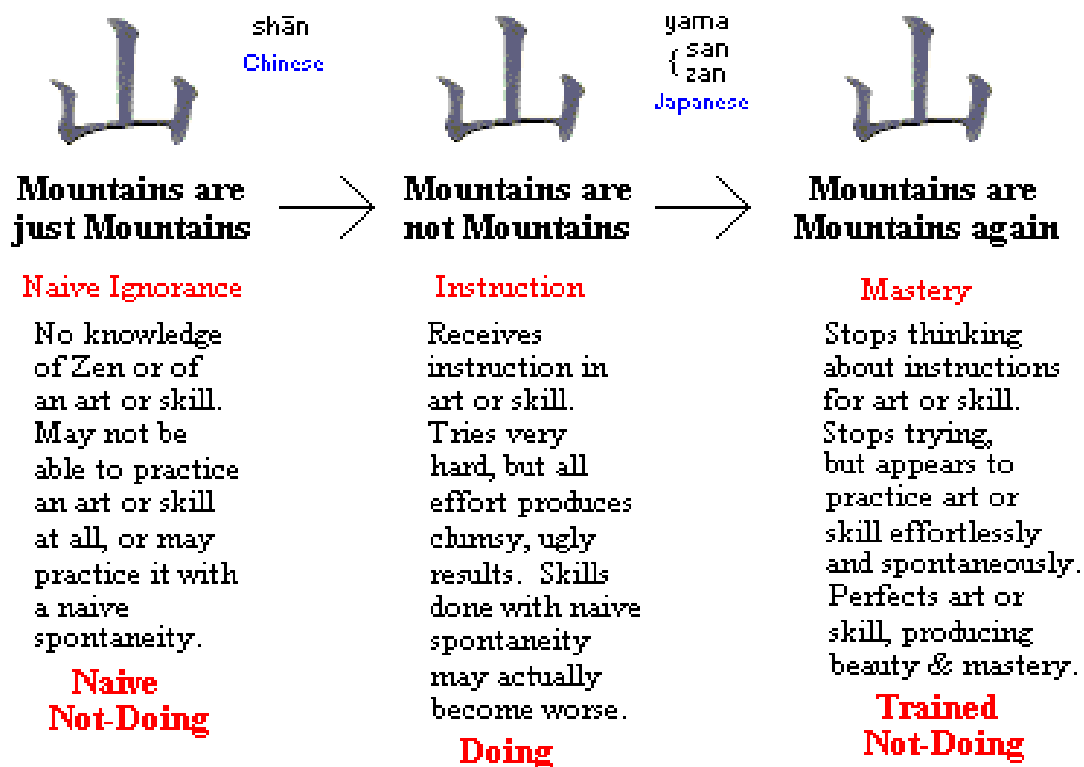 山
shān
Chinese
山
yama
san
zan
Japanese
山
Mountains are
just Mountains
Mountains are
not Mountains
Mountains are
Mountains again
Naive Ignorance
No knowledge
of Zen or of
an art or skill.
May not be
able to practice
an art or skill
at all, or may
practice it with
a naive
spontaneity.
Naive
Not-Doing
Instruction
Receives
instruction in
art or skill.
Tries very
hard, but all
effort produces
clumsy, ugly
results. Skills
done with naive
spontaneity
may actually
become worse.
Doing
Mastery
Stops thinking
about instructions
for art or skill.
Stops trying,
but appears to
practice art or
skill effortlessly
and spontaneously.
Perfects art or
skill, producing
beauty & mastery.
Trained
Not-Doing